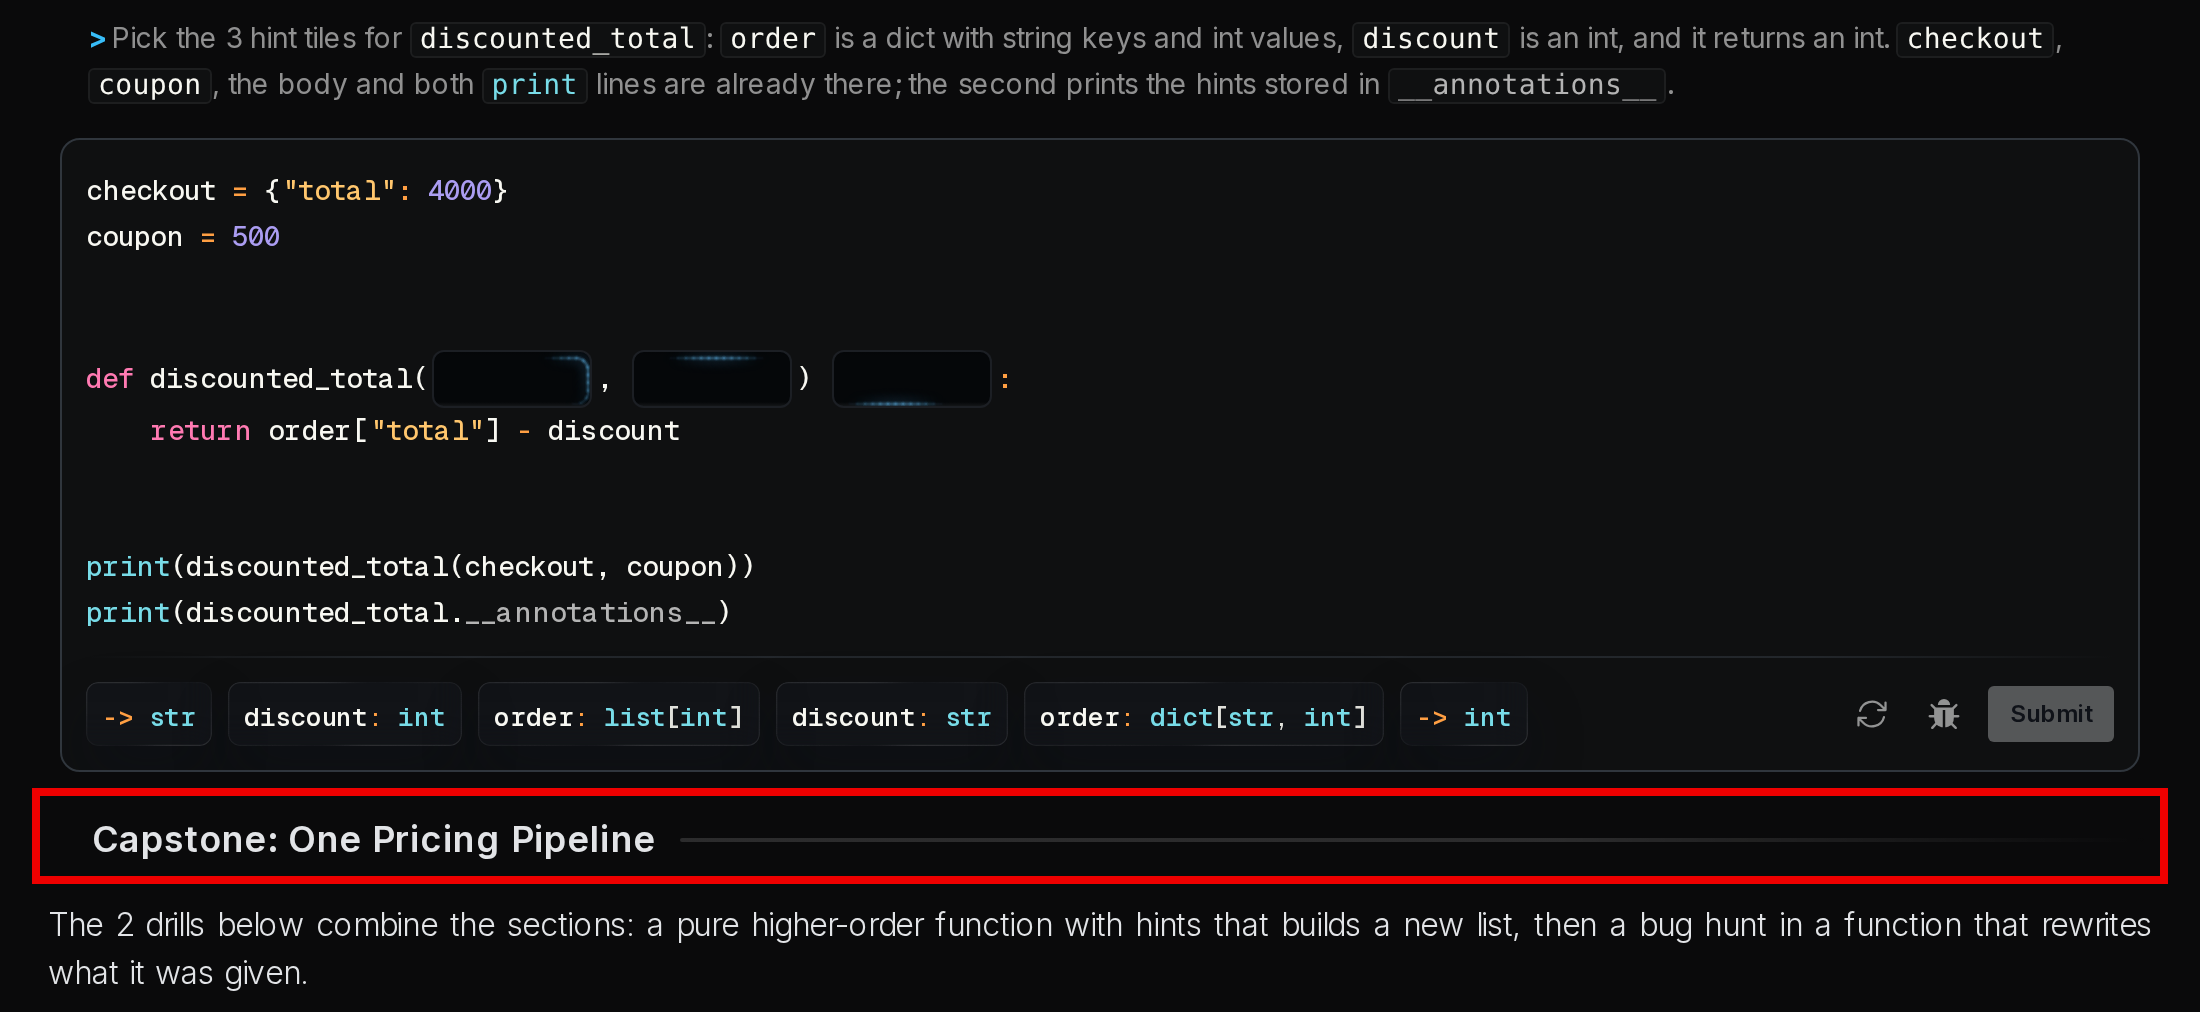 > Pick the 3 hint tiles for discounted_total: order is a dict with string keys and int values, discount is an int, and it returns an int. checkout,
coupon, the body and both print lines are already there; the second prints the hints stored in __annotations__.
checkout = {"total": 4000}
coupon = 500
def discounted_total( , ) :
return order["total"] - discount
print(discounted_total(checkout, coupon))
print(discounted_total.__annotations__)
-> str discount: int order: list[int] discount: str order: dict[str, int] -> int Submit
Capstone: One Pricing Pipeline
The 2 drills below combine the sections: a pure higher-order function with hints that builds a new list, then a bug hunt in a function that rewrites
what it was given.